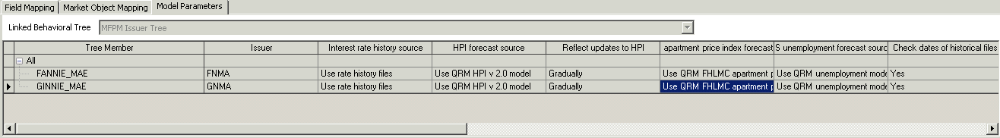 Field Mapping Market Object Mapping Model Parameters
Linked Behavioral Tree MFPM Issuer Tree
Tree Member Issuer Interest rate history source HPI forecast source Reflect updates to HPI apartment price index forecast S unemployment forecast sourc Check dates of historical files
All
FANNIE_MAE FNMA Use rate history files Use QRM HPI v 2.0 model Gradually Use QRM FHLMC apartment p Use QRM unemployment mode Yes
GINNIE_MAE GNMA Use rate history files Use QRM HPI v 2.0 model Gradually Use QRM FHLMC apartment p Use QRM unemployment mode Yes